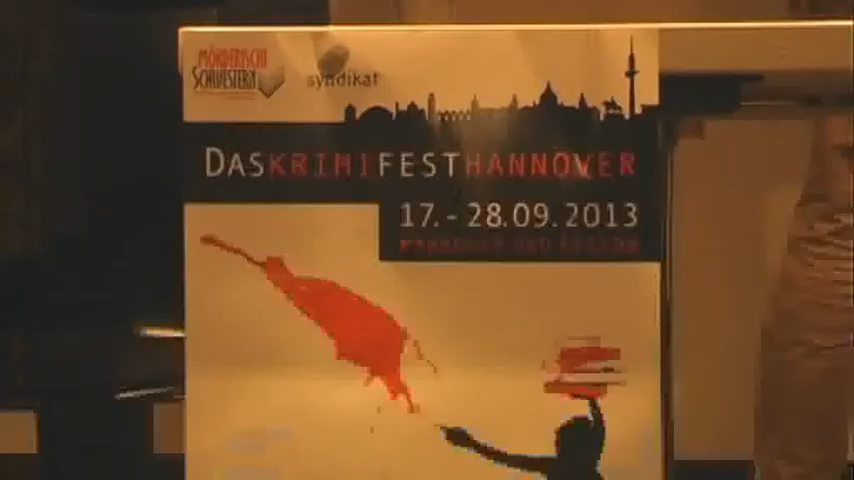 MÖRDERISCHE
SCHWESTERN
syndikat
DASKRIMIFESTHANNOVER
17.-28.09.2013